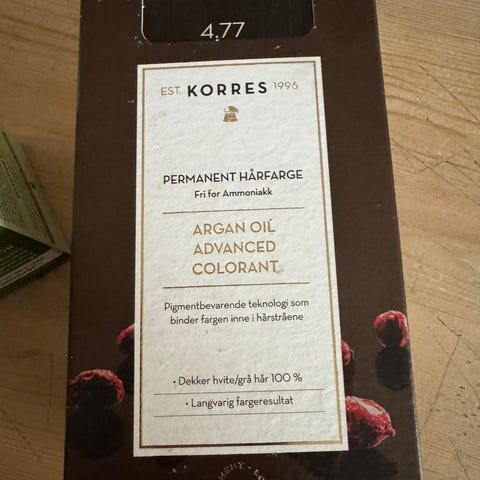 4.77
EST. KORRES 1996
PERMANENT HÅRFARGE
Fri for Ammoniakk
ARGAN OIL
ADVANCED
COLORANT
Pigmentbevarende teknologi som
binder fargen inne i hårstråene
• Dekker hvite/grå hår 100 %
• Langvarig fargeresultat